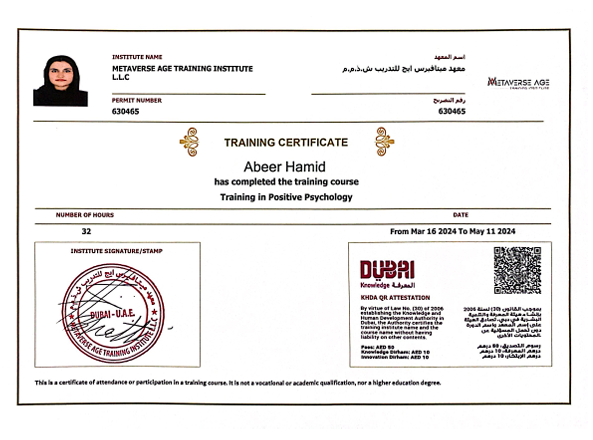 INSTITUTE NAME
اسم المعهد
METAVERSE AGE TRAINING INSTITUTE
L.L.C
معهد ميتافيرس ايج للتدريب ش.ذ.م.م
METAVERSE AGE
PERMIT NUMBER
رقم التصريح
630465
630465
TRAINING CERTIFICATE
Abeer Hamid
has completed the training course
Training in Positive Psychology
NUMBER OF HOURS
DATE
32
From Mar 16 2024 To May 11 2024
INSTITUTE SIGNATURE/STAMP
معهد ميتافيرس ايج للتدريب ش.ذ.م.م
DUBAI - U.A.E.
METAVERSE AGE TRAINING INSTITUTE L.L.C
DUBAI
Knowledge المعرفة
KHDA QR ATTESTATION
By virtue of Law No. (30) of 2006
establishing the Knowledge and
Human Development Authority in
Dubai, the Authority certifies the
training institute name and the
course name without having
liability on other contents.
Fees: AED 80
Knowledge Dirham: AED 10
Innovation Dirham: AED 10
بموجب القانون (30) لسنة 2006
بإنشاء هيئة المعرفة والتنمية
البشرية في دبي، تصادق الهيئة
على إسم المعهد وإسم الدورة
دون تحمل المسؤولية عن
المعلومات الأخرى.
رسوم التصديق: 80 درهم
درهم المعرفة: 10 درهم
درهم الإبتكار: 10 درهم
This is a certificate of attendance or participation in a training course. It is not a vocational or academic qualification, nor a higher education degree.